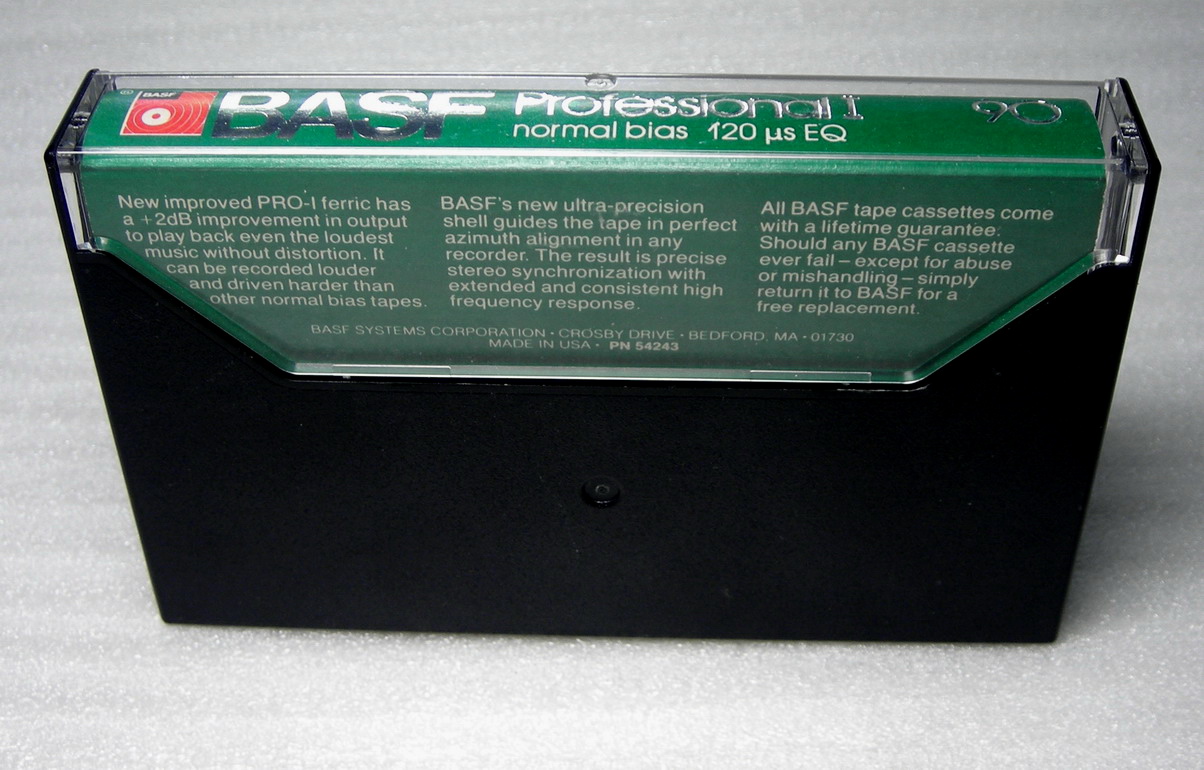 BASF
BASF Professional I 90
normal bias 120 µs EQ
New improved PRO-I ferric has
a +2dB improvement in output
to play back even the loudest
music without distortion. It
can be recorded louder
and driven harder than
other normal bias tapes.
BASF's new ultra-precision
shell guides the tape in perfect
azimuth alignment in any
recorder. The result is precise
stereo synchronization with
extended and consistent high
frequency response.
All BASF tape cassettes come
with a lifetime guarantee.
Should any BASF cassette
ever fail – except for abuse
or mishandling – simply
return it to BASF for a
free replacement.
BASF SYSTEMS CORPORATION • CROSBY DRIVE • BEDFORD, MA • 01730
MADE IN USA • PN 54243